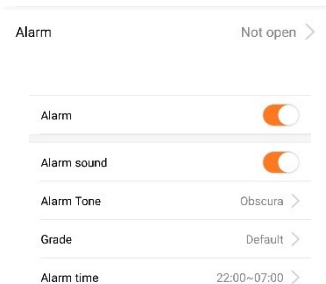 Alarm Not open
Alarm
Alarm sound
Alarm Tone Obscura
Grade Default
Alarm time 22:00~07:00